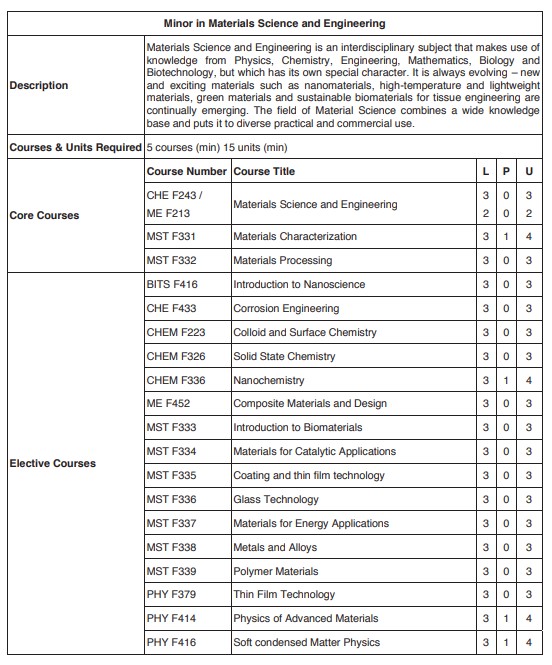 Minor in Materials Science and Engineering
Description
Materials Science and Engineering is an interdisciplinary subject that makes use of
knowledge from Physics, Chemistry, Engineering, Mathematics, Biology and
Biotechnology, but which has its own special character. It is always evolving – new
and exciting materials such as nanomaterials, high-temperature and lightweight
materials, green materials and sustainable biomaterials for tissue engineering are
continually emerging. The field of Material Science combines a wide knowledge
base and puts it to diverse practical and commercial use.
Courses & Units Required 5 courses (min) 15 units (min)
Core Courses
Course Number Course Title L P U
CHE F243 / 3 0 3
Materials Science and Engineering
ME F213 2 0 2
MST F331 Materials Characterization 3 1 4
MST F332 Materials Processing 3 0 3
Elective Courses
BITS F416 Introduction to Nanoscience 3 0 3
CHE F433 Corrosion Engineering 3 0 3
CHEM F223 Colloid and Surface Chemistry 3 0 3
CHEM F326 Solid State Chemistry 3 0 3
CHEM F336 Nanochemistry 3 1 4
ME F452 Composite Materials and Design 3 0 3
MST F333 Introduction to Biomaterials 3 0 3
MST F334 Materials for Catalytic Applications 3 0 3
MST F335 Coating and thin film technology 3 0 3
MST F336 Glass Technology 3 0 3
MST F337 Materials for Energy Applications 3 0 3
MST F338 Metals and Alloys 3 0 3
MST F339 Polymer Materials 3 0 3
PHY F379 Thin Film Technology 3 0 3
PHY F414 Physics of Advanced Materials 3 1 4
PHY F416 Soft condensed Matter Physics 3 1 4